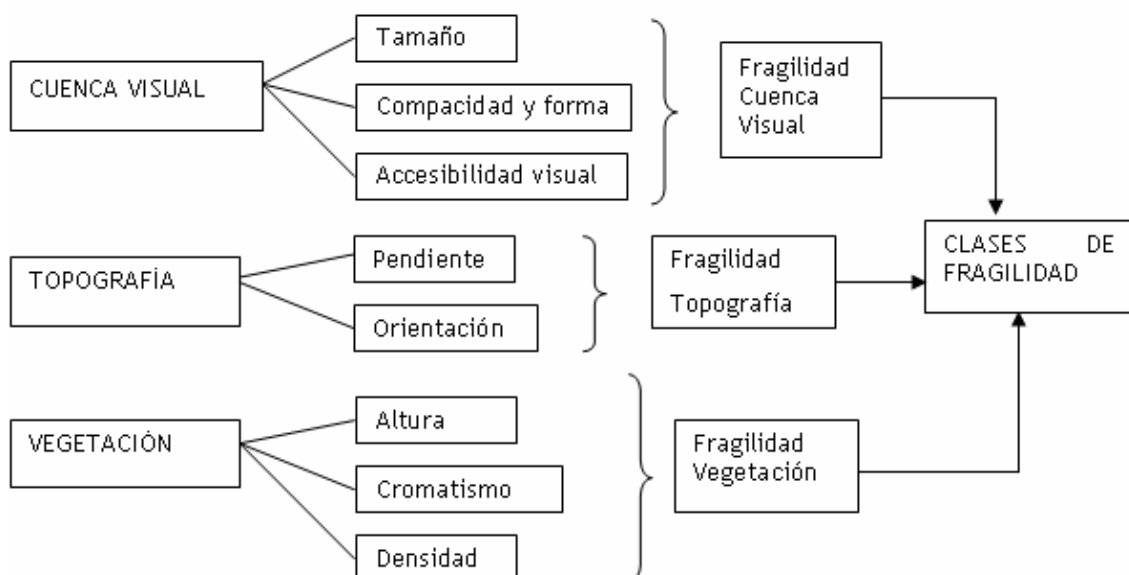 CUENCA VISUAL
Tamaño
Compacidad y forma
Accesibilidad visual
Fragilidad
Cuenca
Visual
TOPOGRAFÍA
Pendiente
Orientación
Fragilidad
Topografía
CLASES DE
FRAGILIDAD
VEGETACIÓN
Altura
Cromatismo
Densidad
Fragilidad
Vegetación